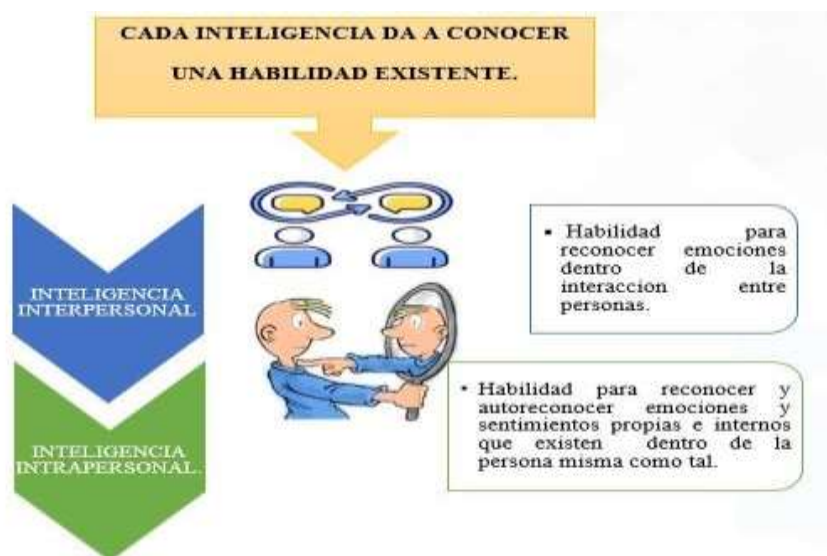 CADA INTELIGENCIA DA A CONOCER
UNA HABILIDAD EXISTENTE.
INTELIGENCIA
INTERPERSONAL
• Habilidad para
reconocer emociones
dentro de la
interaccion entre
personas.
INTELIGENCIA
INTRAPERSONAL.
• Habilidad para reconocer y
autoreconocer emociones y
sentimientos propias e internos
que existen dentro de la
persona misma como tal.